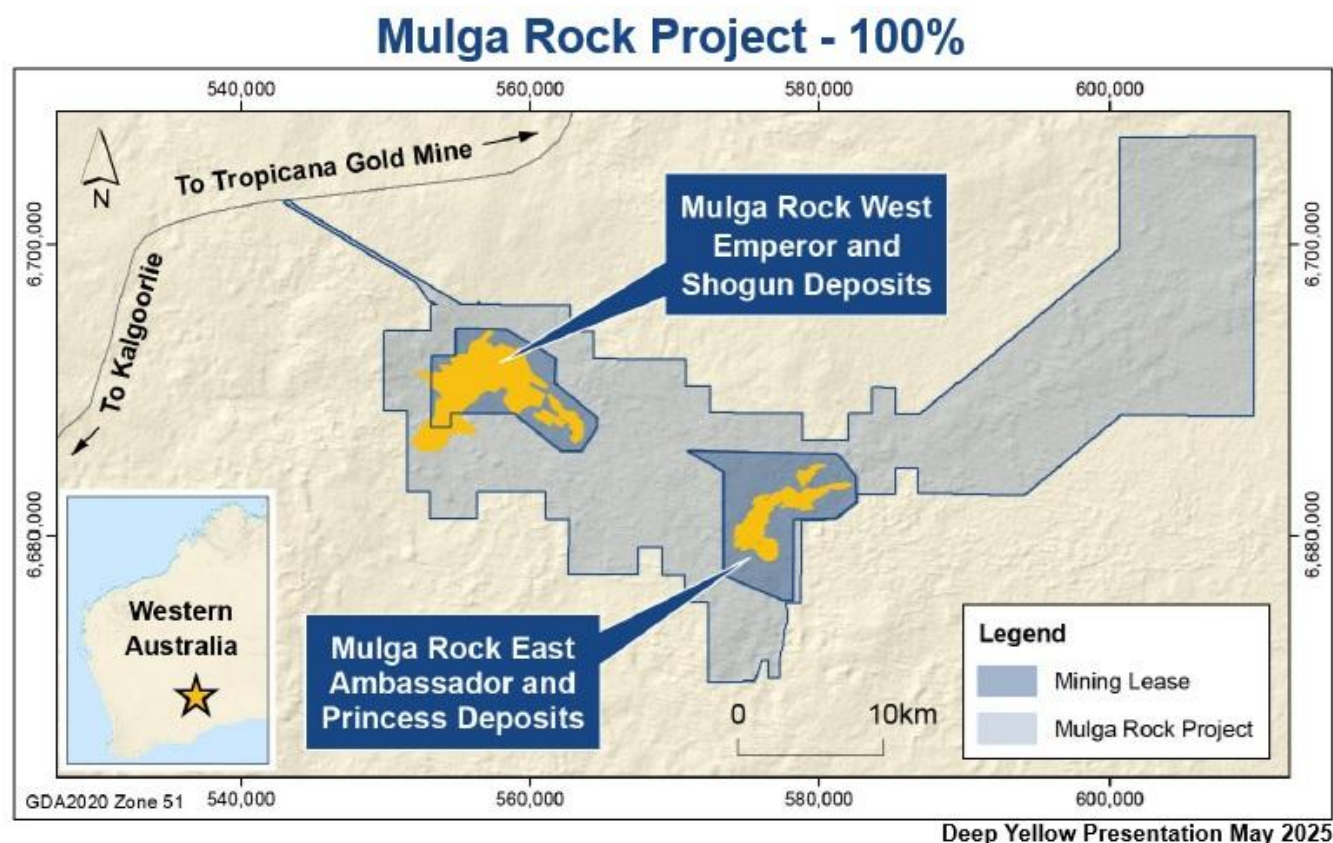 Mulga Rock Project - 100%
540,000
560,000
580,000
600,000
N
To Tropicana Gold Mine
To Kalgoorlie
6,700,000
6,700,000
Mulga Rock West
Emperor and
Shogun Deposits
6,680,000
6,680,000
Western
Australia
Mulga Rock East
Ambassador and
Princess Deposits
0
10km
Legend
Mining Lease
Mulga Rock Project
GDA2020 Zone 51
540,000
560,000
580,000
600,000
Deep Yellow Presentation May 2025